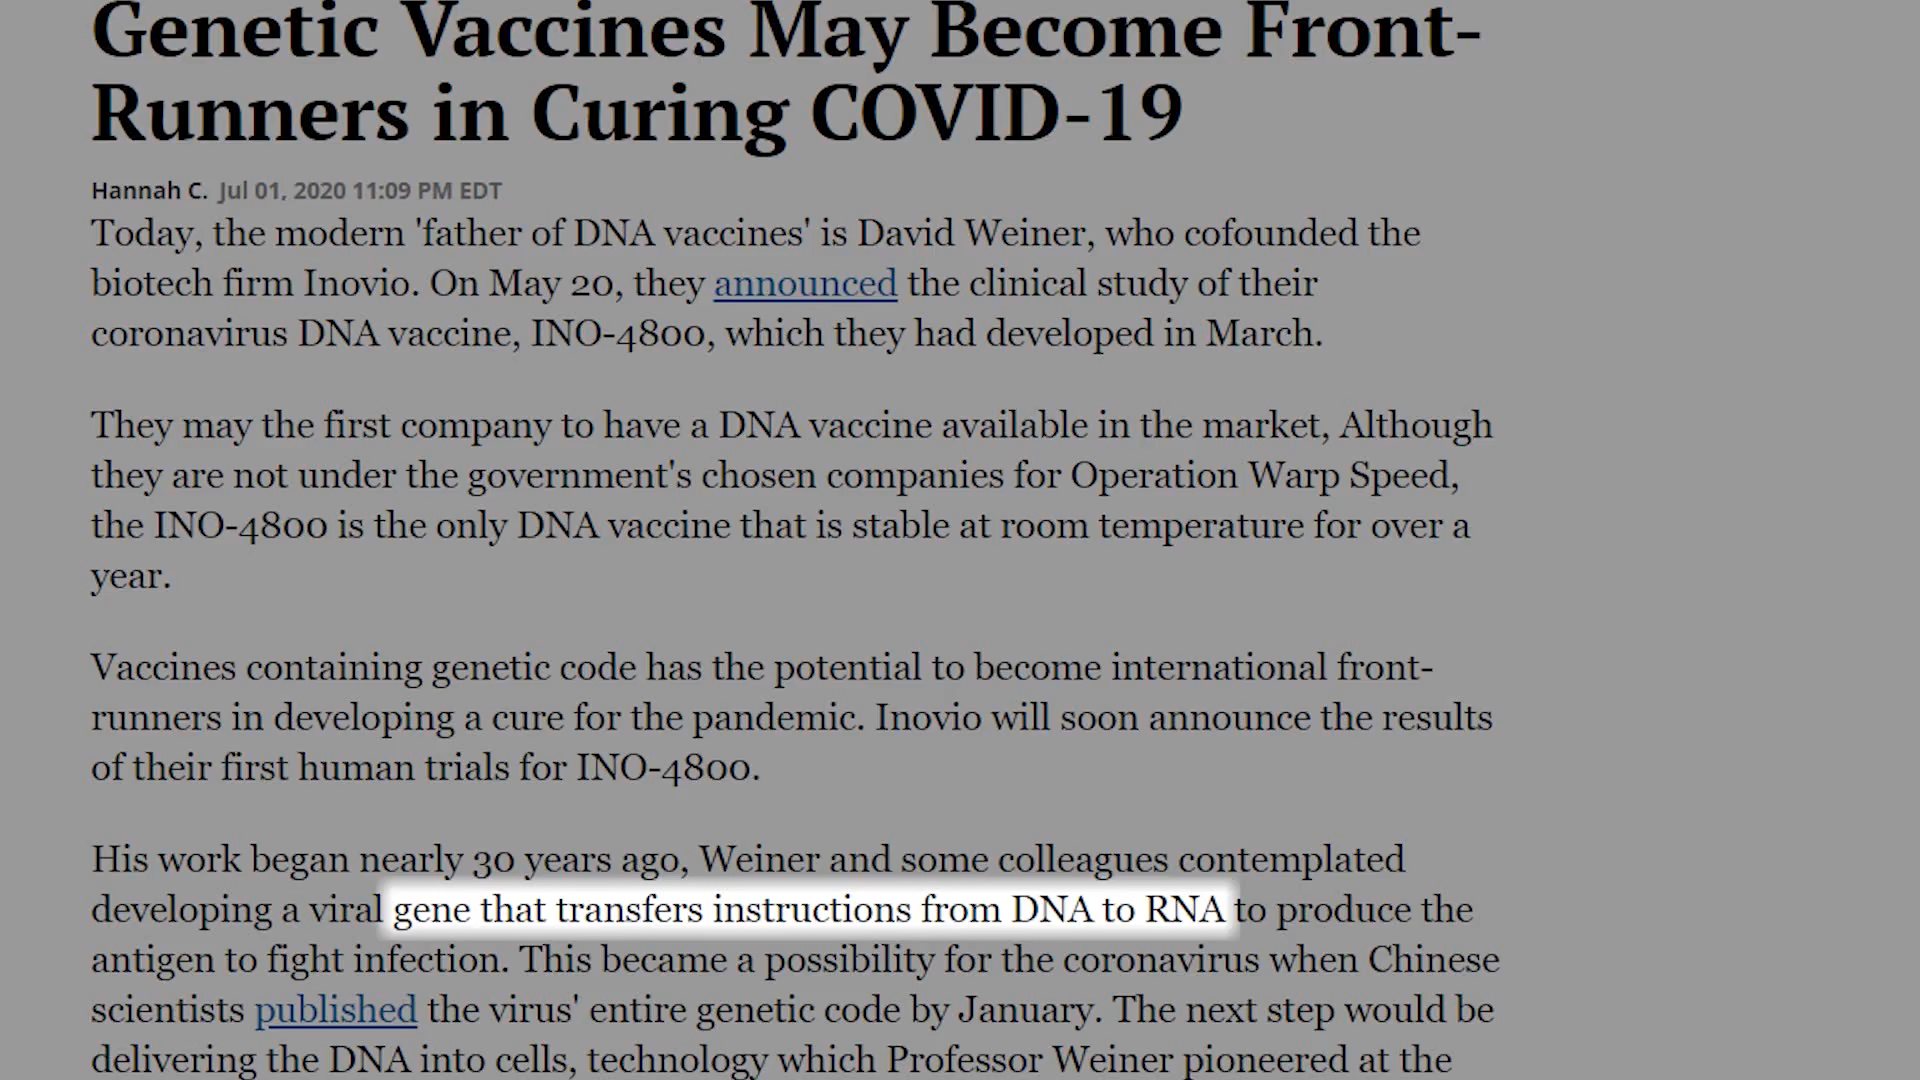 Genetic Vaccines May Become Front-
Runners in Curing COVID-19
Hannah C. Jul 01, 2020 11:09 PM EDT
Today, the modern 'father of DNA vaccines' is David Weiner, who cofounded the
biotech firm Inovio. On May 20, they announced the clinical study of their
coronavirus DNA vaccine, INO-4800, which they had developed in March.
They may the first company to have a DNA vaccine available in the market, Although
they are not under the government's chosen companies for Operation Warp Speed,
the INO-4800 is the only DNA vaccine that is stable at room temperature for over a
year.
Vaccines containing genetic code has the potential to become international front-
runners in developing a cure for the pandemic. Inovio will soon announce the results
of their first human trials for INO-4800.
His work began nearly 30 years ago, Weiner and some colleagues contemplated
developing a viral gene that transfers instructions from DNA to RNA to produce the
antigen to fight infection. This became a possibility for the coronavirus when Chinese
scientists published the virus' entire genetic code by January. The next step would be
delivering the DNA into cells, technology which Professor Weiner pioneered at the